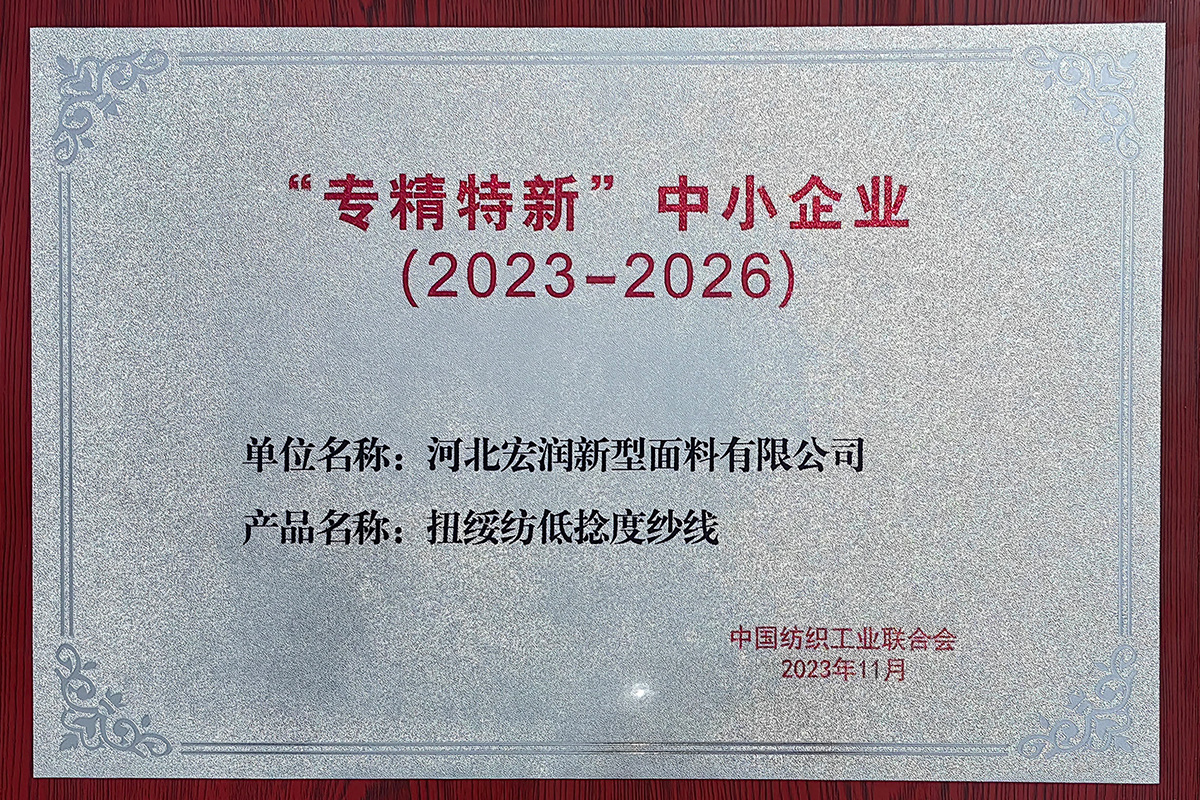 “专精特新”中小企业
(2023-2026)
单位名称：河北宏润新型面料有限公司
产品名称：扭绥纺低捻度纱线
中国纺织工业联合会
2023年11月